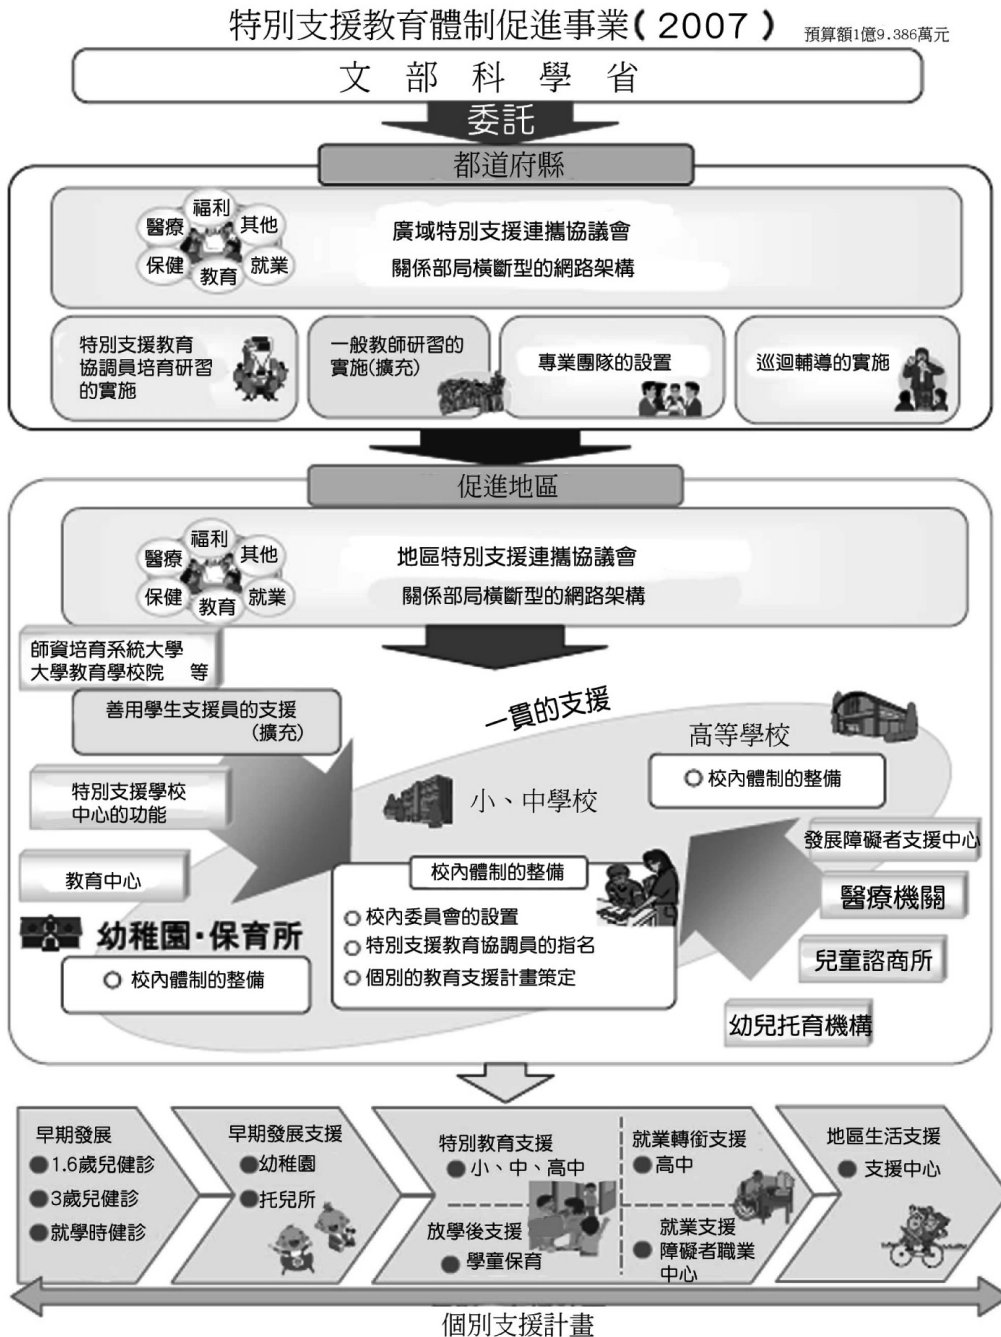 特別支援教育體制促進事業( 2007 )
預算額1億9.386萬元
文部科學省
委託
都道府縣
福利
醫療
其他
保健
教育
就業
廣域特別支援連攜協議會
關係部局橫斷型的網路架構
特別支援教育
協調員培育研習
的實施
一般教師研習的
實施(擴充)
專業團隊的設置
巡迴輔導的實施
促進地區
福利
醫療
其他
保健
教育
就業
地區特別支援連攜協議會
關係部局橫斷型的網路架構
師資培育系統大學
大學教育學校院 等
善用學生支援員的支援
(擴充)
特別支援學校
中心的功能
教育中心
一貫的支援
高等學校
校內體制的整備
小、中學校
校內體制的整備
校內委員會的設置
特別支援教育協調員的指名
個別的教育支援計畫策定
幼稚園·保育所
校內體制的整備
發展障礙者支援中心
醫療機關
兒童諮商所
幼兒托育機構
早期發展
1.6歲兒健診
3歲兒健診
就學時健診
早期發展支援
幼稚園
托兒所
特別教育支援
小、中、高中
放學後支援
學童保育
就業轉銜支援
高中
就業支援
障礙者職業
中心
地區生活支援
支援中心
個別支援計畫